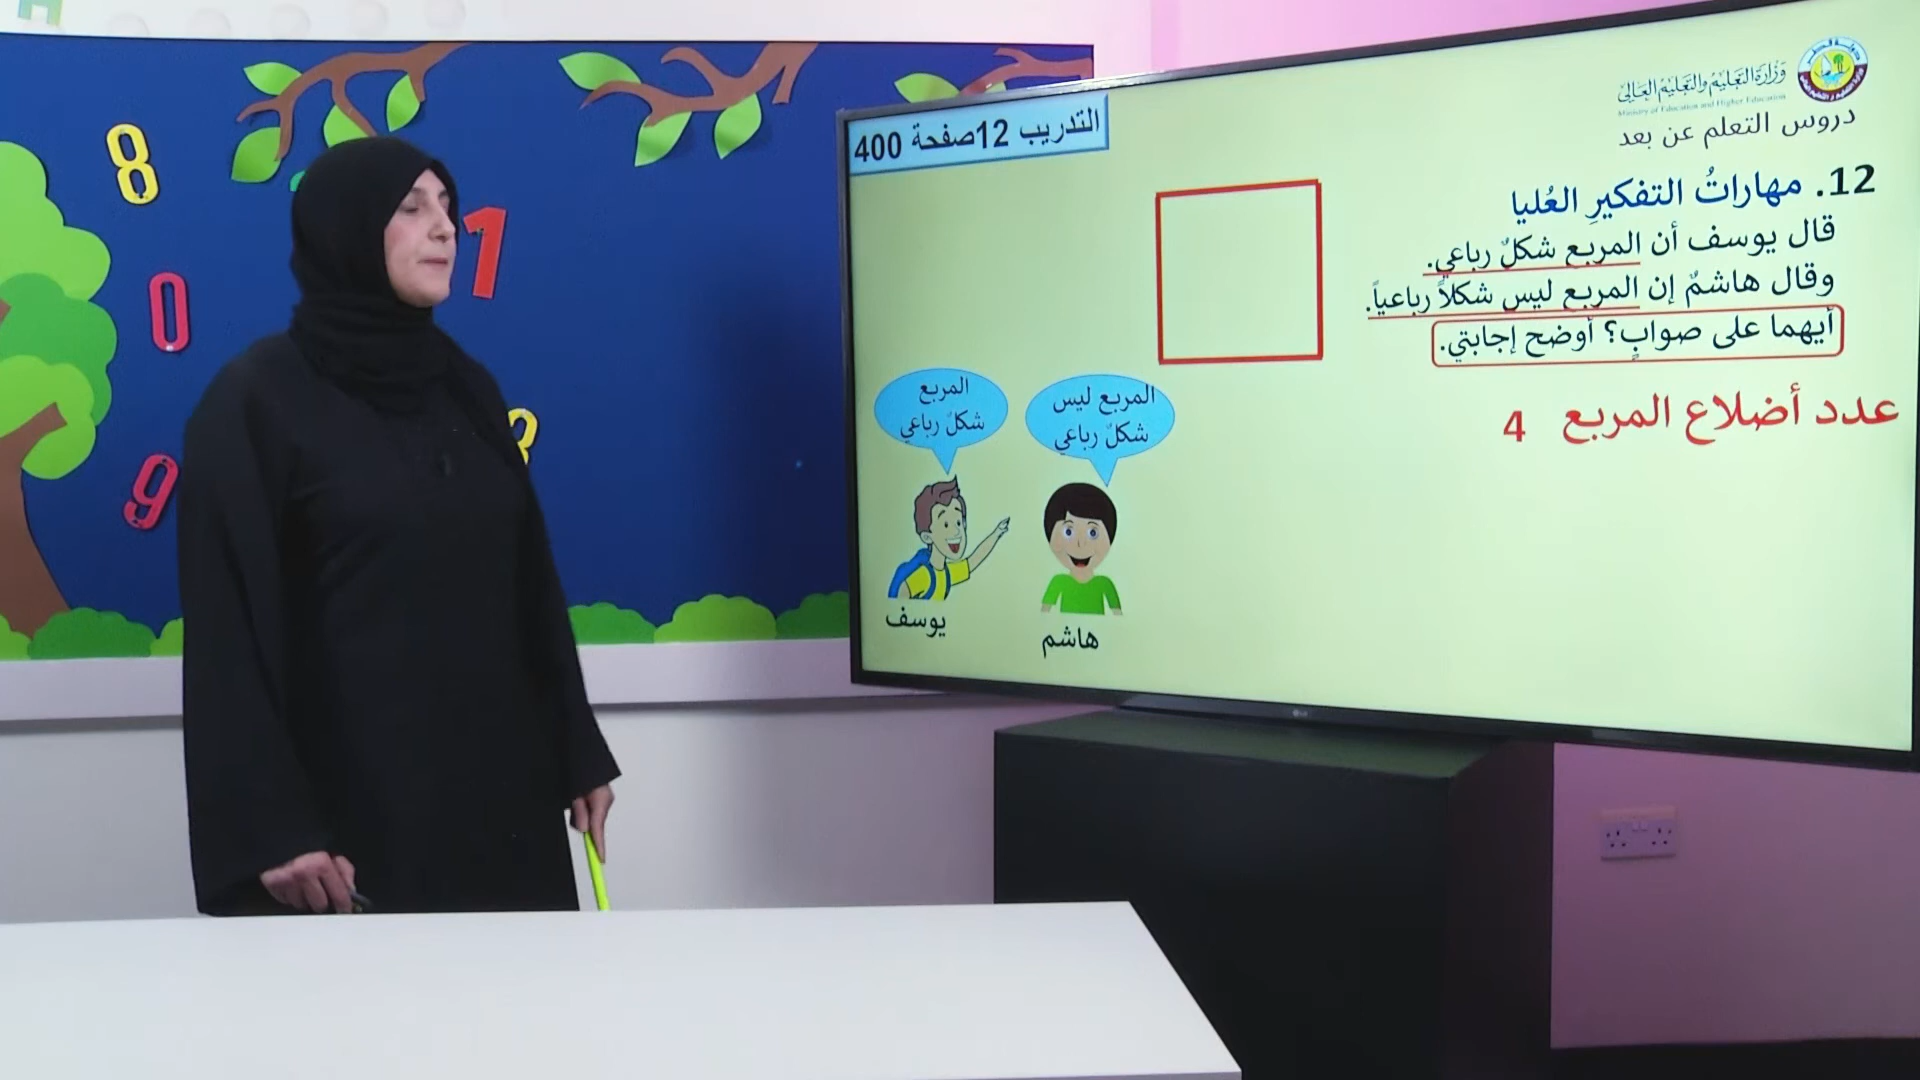 وزارة التعليم والتعليم العالي
Ministry of Education and Higher Education
دروس التعلم عن بعد
التدريب 12صفحة 400
12. مهاراتُ التفكيرِ العُليا
قال يوسف أن المربع شكلٌ رباعي.
وقال هاشمٌ إن المربع ليس شكلاً رباعياً.
أيهما على صوابٍ؟ أوضح إجابتي.
عدد أضلاع المربع 4
المربع ليس
شكلٌ رباعي
المربع
شكلٌ رباعي
هاشم
يوسف
8
1
0
3
9
LG